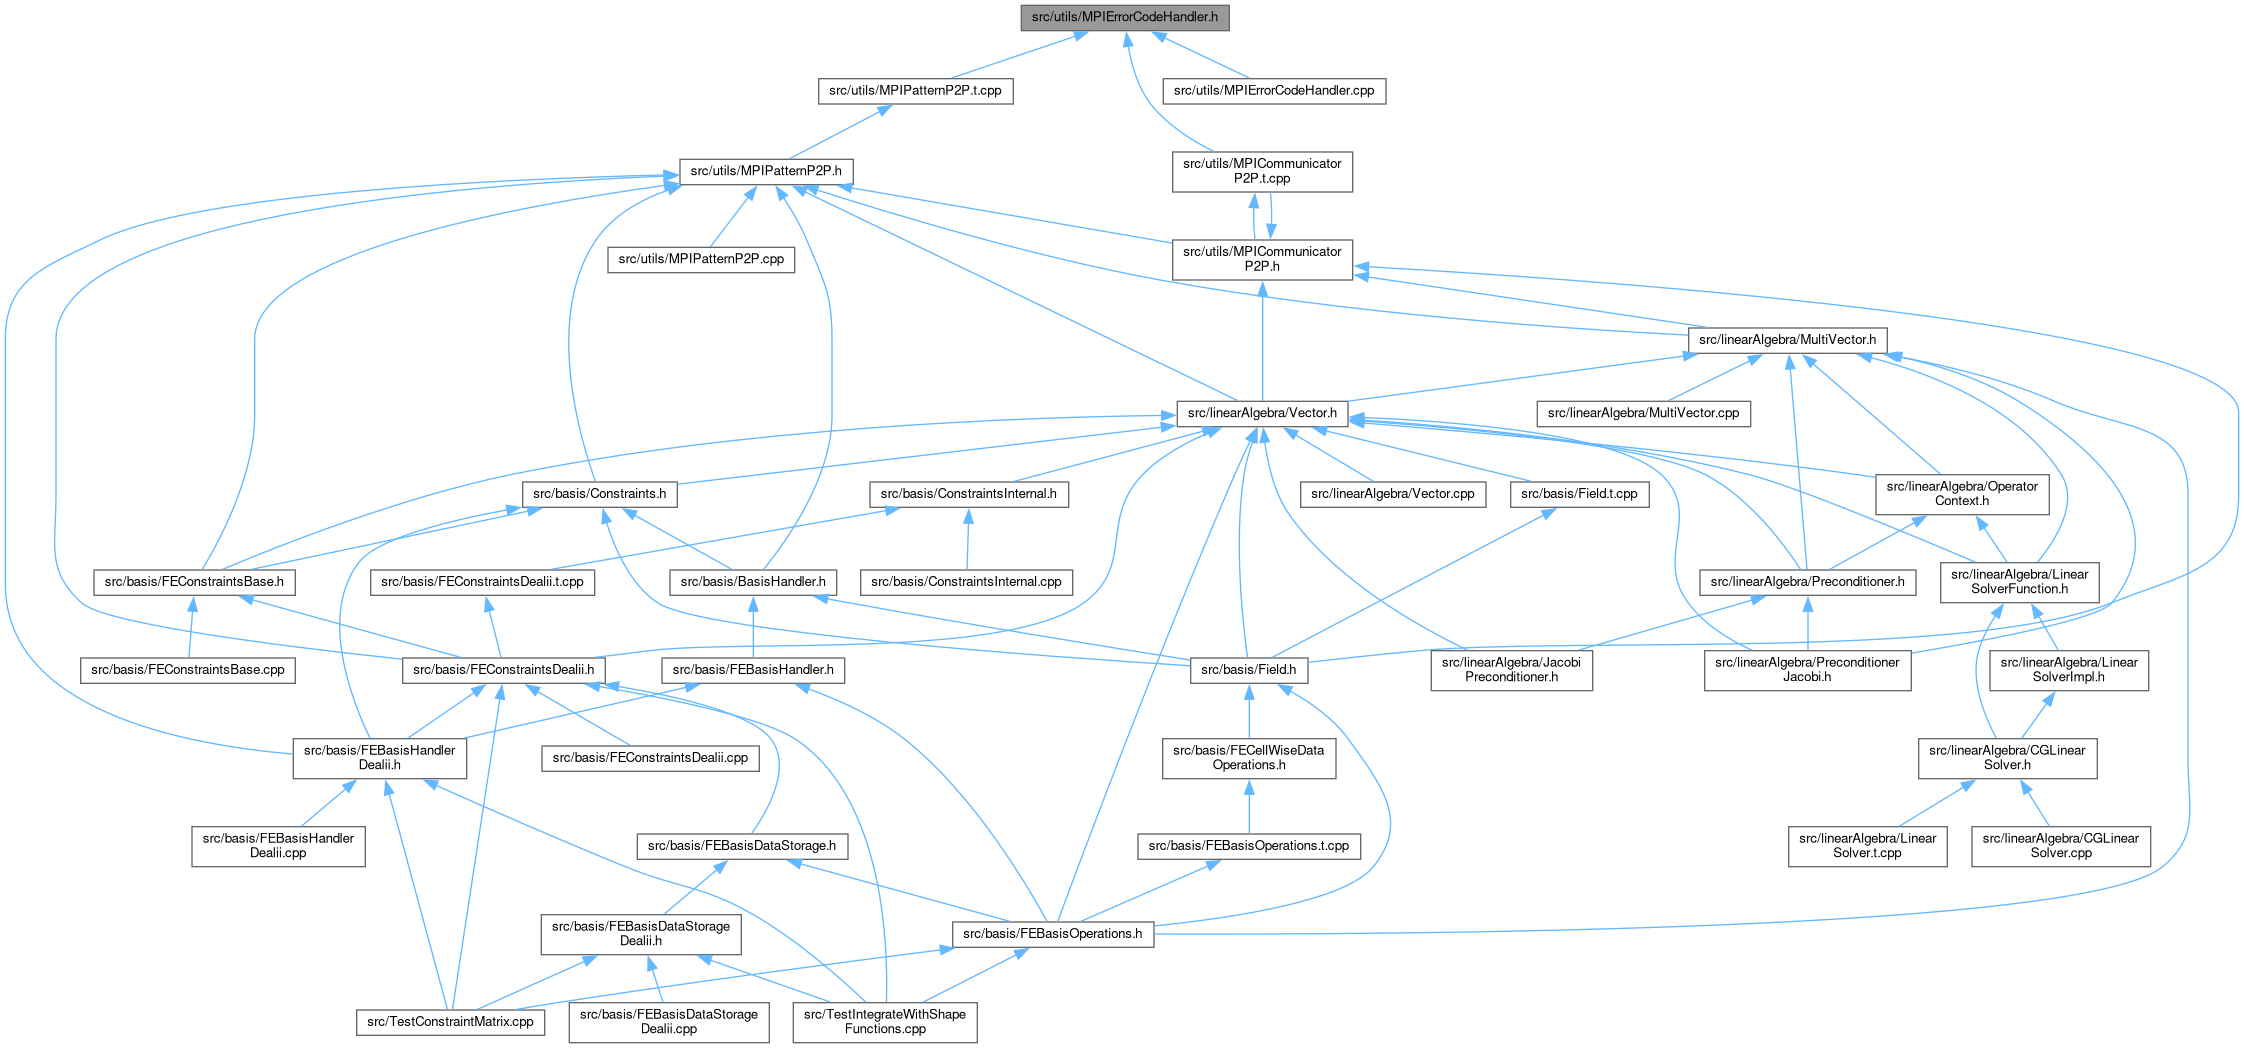 src/utils/MPIErrorCodeHandler.h
src/utils/MPIPatternP2P.t.cpp
src/utils/MPIErrorCodeHandler.cpp
src/utils/MPIPatternP2P.h
src/utils/MPICommunicator
P2P.t.cpp
src/utils/MPIPatternP2P.cpp
src/utils/MPICommunicator
P2P.h
src/linearAlgebra/MultiVector.h
src/linearAlgebra/Vector.h
src/linearAlgebra/MultiVector.cpp
src/basis/Constraints.h
src/basis/ConstraintsInternal.h
src/linearAlgebra/Vector.cpp
src/basis/Field.t.cpp
src/linearAlgebra/Operator
Context.h
src/basis/FEConstraintsBase.h
src/basis/FEConstraintsDealii.t.cpp
src/basis/BasisHandler.h
src/basis/ConstraintsInternal.cpp
src/linearAlgebra/Preconditioner.h
src/linearAlgebra/Linear
SolverFunction.h
src/basis/FEConstraintsBase.cpp
src/basis/FEConstraintsDealii.h
src/basis/FEBasisHandler.h
src/basis/Field.h
src/linearAlgebra/Jacobi
Preconditioner.h
src/linearAlgebra/Preconditioner
Jacobi.h
src/linearAlgebra/Linear
SolverImpl.h
src/basis/FEBasisHandler
Dealii.h
src/basis/FEConstraintsDealii.cpp
src/basis/FECellWiseData
Operations.h
src/linearAlgebra/CGLinear
Solver.h
src/basis/FEBasisHandler
Dealii.cpp
src/basis/FEBasisDataStorage.h
src/basis/FEBasisOperations.t.cpp
src/linearAlgebra/Linear
Solver.t.cpp
src/linearAlgebra/CGLinear
Solver.cpp
src/basis/FEBasisDataStorage
Dealii.h
src/basis/FEBasisOperations.h
src/TestConstraintMatrix.cpp
src/basis/FEBasisDataStorage
Dealii.cpp
src/TestIntegrateWithShape
Functions.cpp